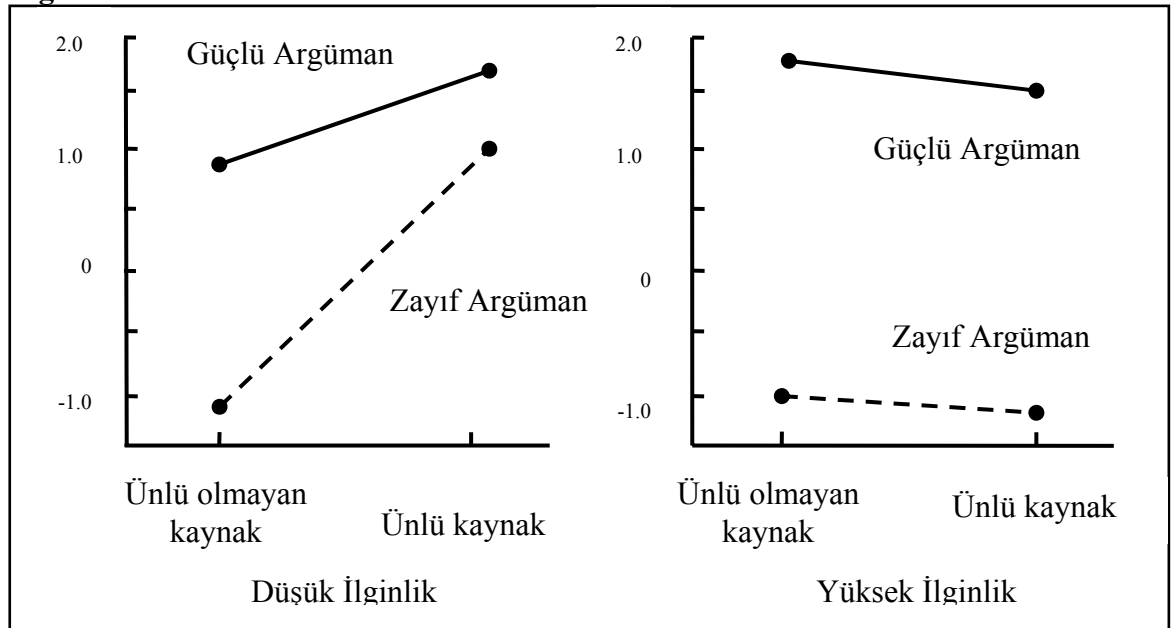 2.0
Güçlü Argüman
1.0
0
Zayıf Argüman
-1.0
Ünlü olmayan
kaynak
Ünlü kaynak
Düşük İlginlik
2.0
1.0
Güçlü Argüman
0
Zayıf Argüman
-1.0
Ünlü olmayan
kaynak
Ünlü kaynak
Yüksek İlginlik